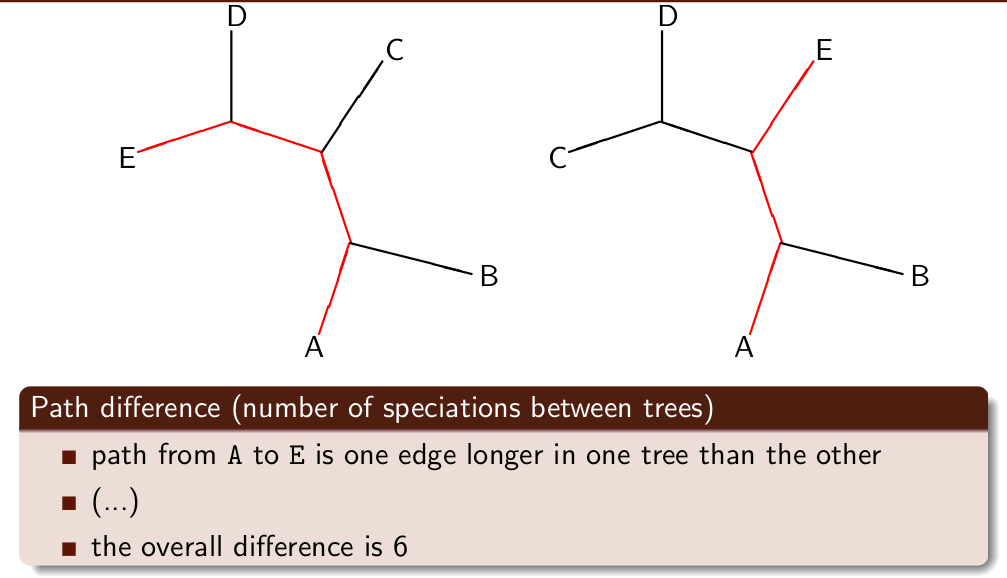 D
C
E
B
A
D
E
C
B
A
Path difference (number of speciations between trees)
path from A to E is one edge longer in one tree than the other
(...)
the overall difference is 6